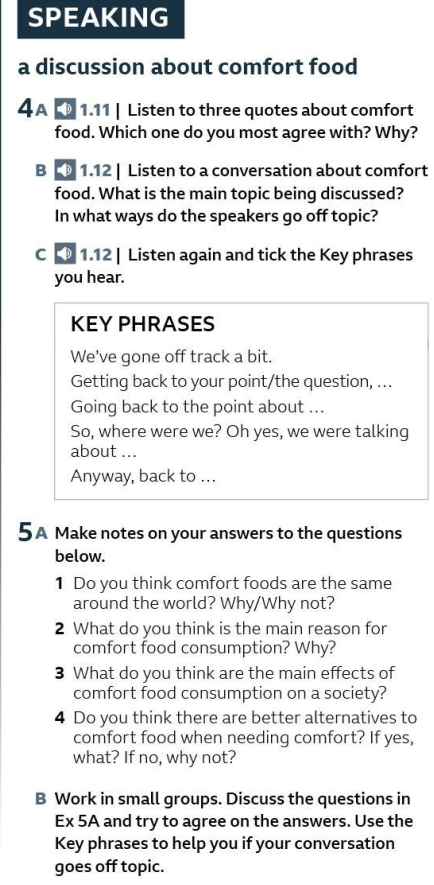 SPEAKING
a discussion about comfort food
4 A 1.11 | Listen to three quotes about comfort
food. Which one do you most agree with? Why?
B 1.12 | Listen to a conversation about comfort
food. What is the main topic being discussed?
In what ways do the speakers go off topic?
C 1.12 | Listen again and tick the Key phrases
you hear.
KEY PHRASES
We've gone off track a bit.
Getting back to your point/the question, …
Going back to the point about …
So, where were we? Oh yes, we were talking
about …
Anyway, back to …
5 A Make notes on your answers to the questions
below.
1 Do you think comfort foods are the same
around the world? Why/Why not?
2 What do you think is the main reason for
comfort food consumption? Why?
3 What do you think are the main effects of
comfort food consumption on a society?
4 Do you think there are better alternatives to
comfort food when needing comfort? If yes,
what? If no, why not?
B Work in small groups. Discuss the questions in
Ex 5A and try to agree on the answers. Use the
Key phrases to help you if your conversation
goes off topic.